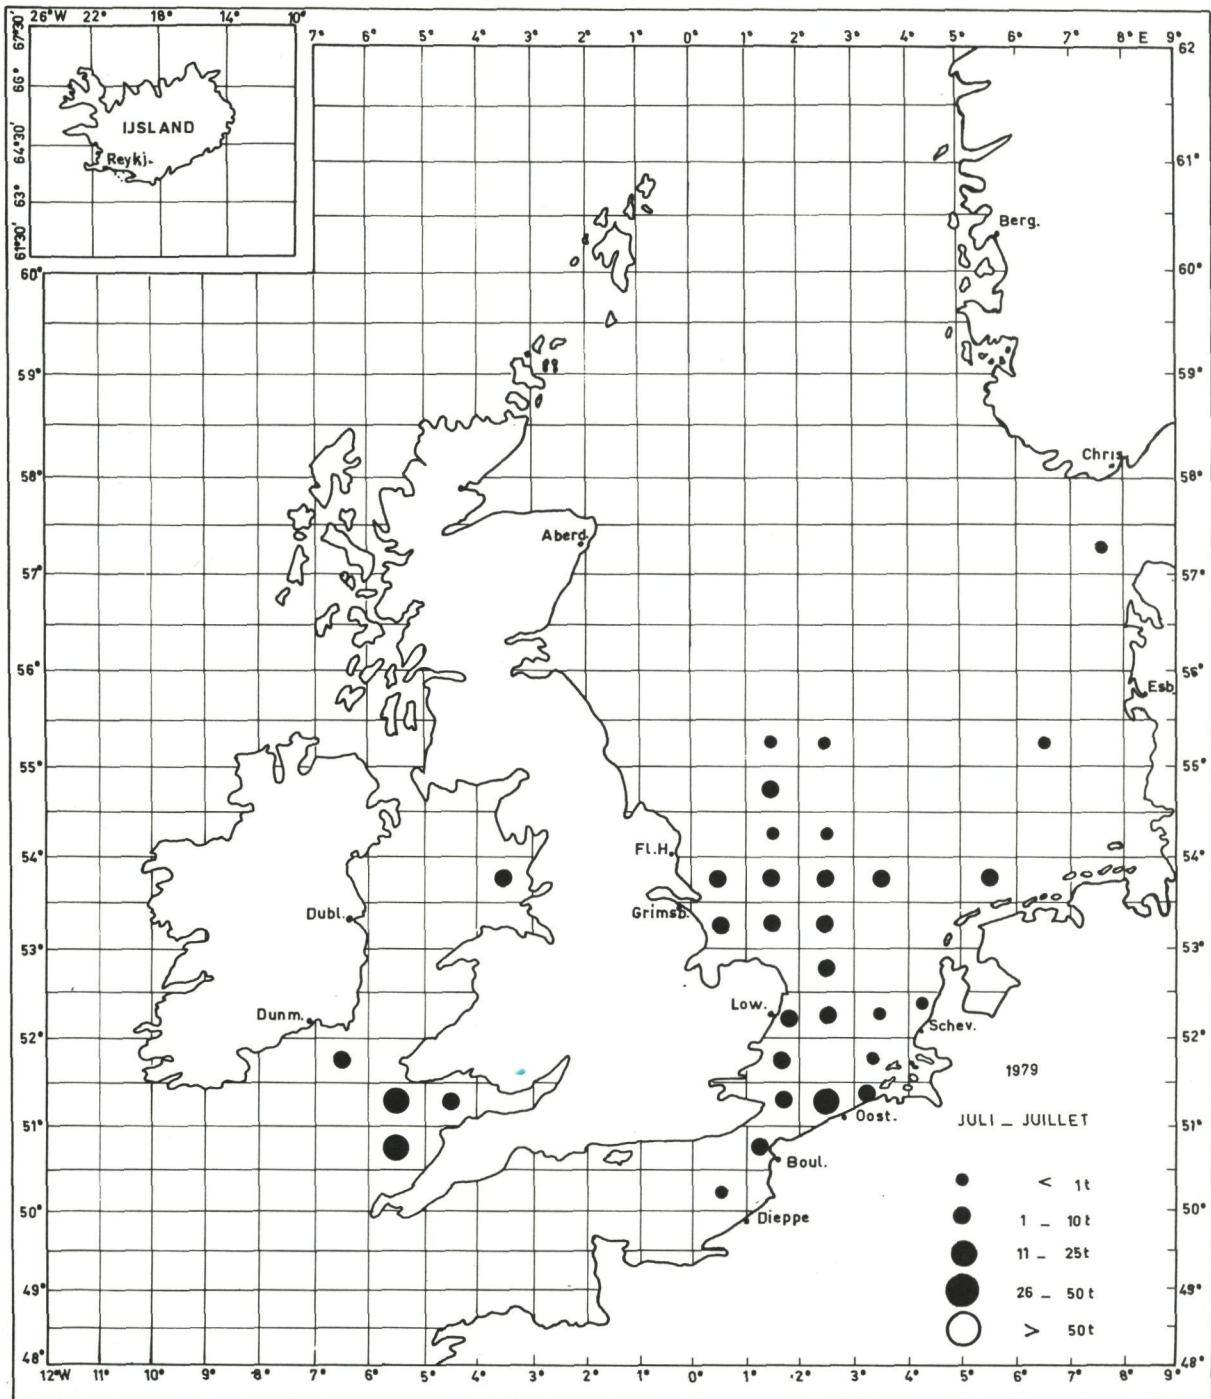 26°W 22° 18° 14° 10°
67°30'
66°
64°30'
63°
61°30'
IJSLAND
Reykj.
7° 6° 5° 4° 3° 2° 1° 0° 1° 2° 3° 4° 5° 6° 7° 8° E 9°
62
61°
Berg.
60° 60°
59° 59°
Chris
58° 58°
Aberd.
57° 57°
56° 56°
Esb
55° 55°
Fl.H.
54° 54°
Grimsb.
Dubl.
53° 53°
Low.
Dunm.
Schev.
52° 52°
1979
Oost.
JULI _ JUILLET
51° 51°
Boul.
< 1t
50° 50°
Dieppe
1 _ 10t
11 _ 25t
49° 49°
26 _ 50t
> 50t
48° 48°
12°W 11° 10° 9° 8° 7° 6° 5° 4° 3° 2° 1° 0° 1° 2° 3° 4° 5° 6° 7° 8° 9°